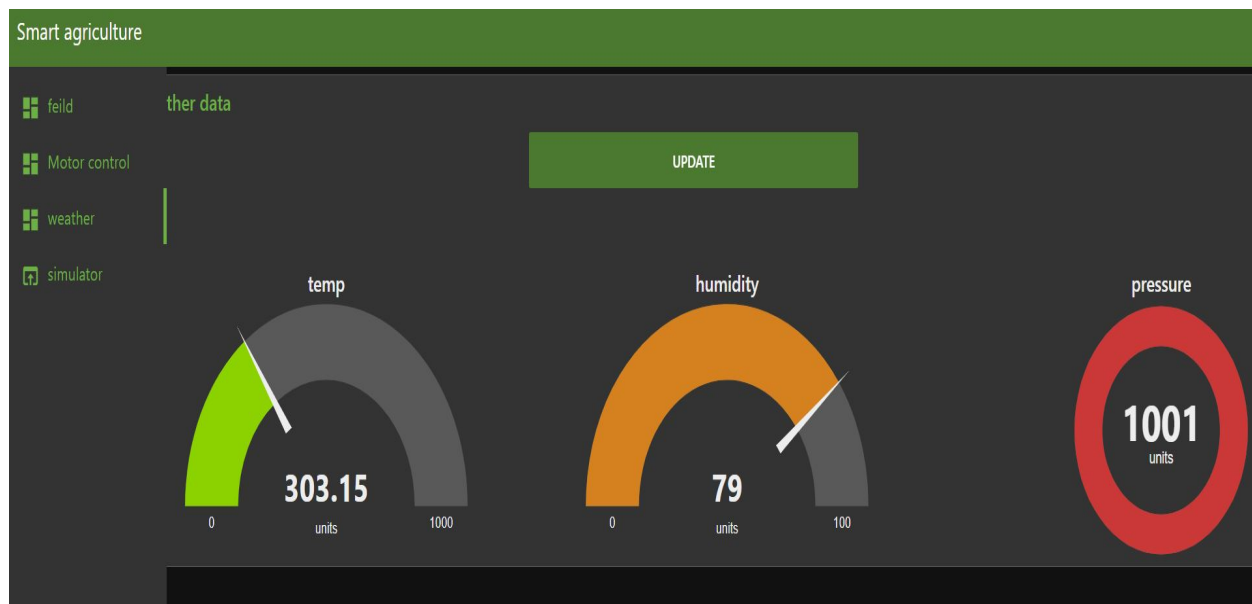 Smart agriculture
feild
Motor control
weather
simulator
ther data
UPDATE
temp
303.15
units
0
1000
humidity
79
units
0
100
pressure
1001
units